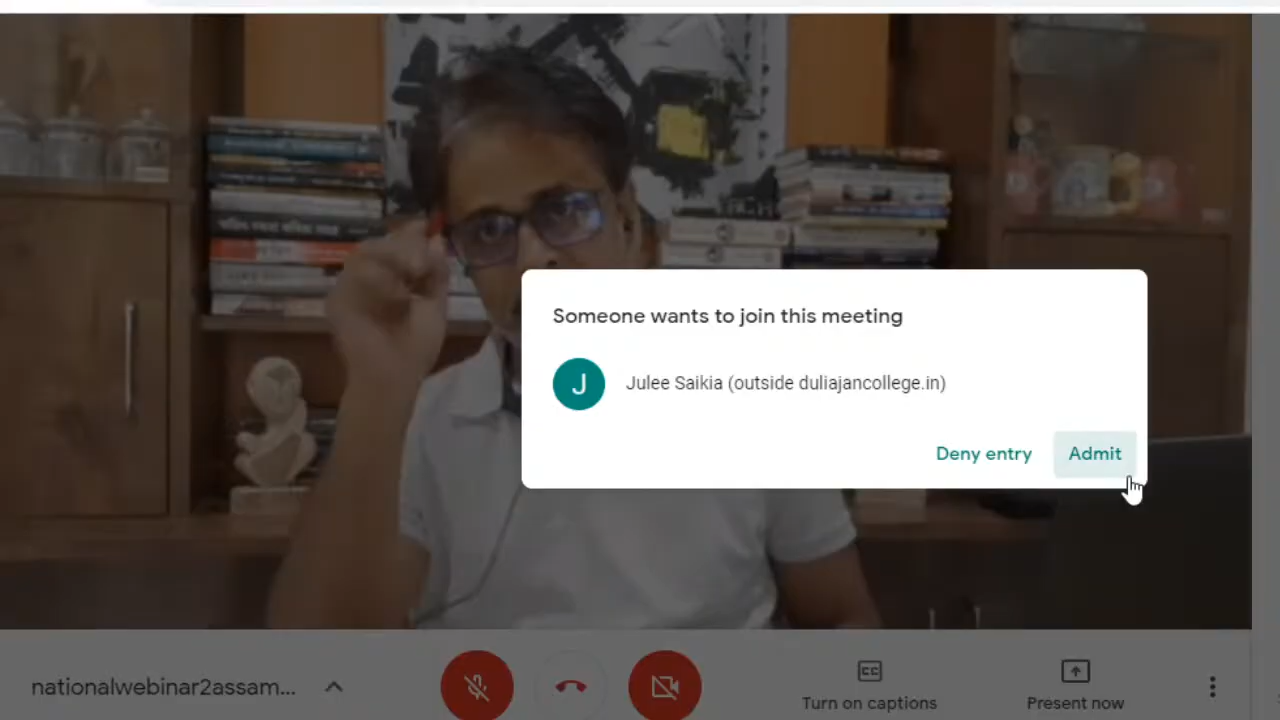 Someone wants to join this meeting
J
Julee Saikia (outside duliajancollege.in)
Deny entry
Admit
nationalwebinar2assam...
CC
Turn on captions
Present now